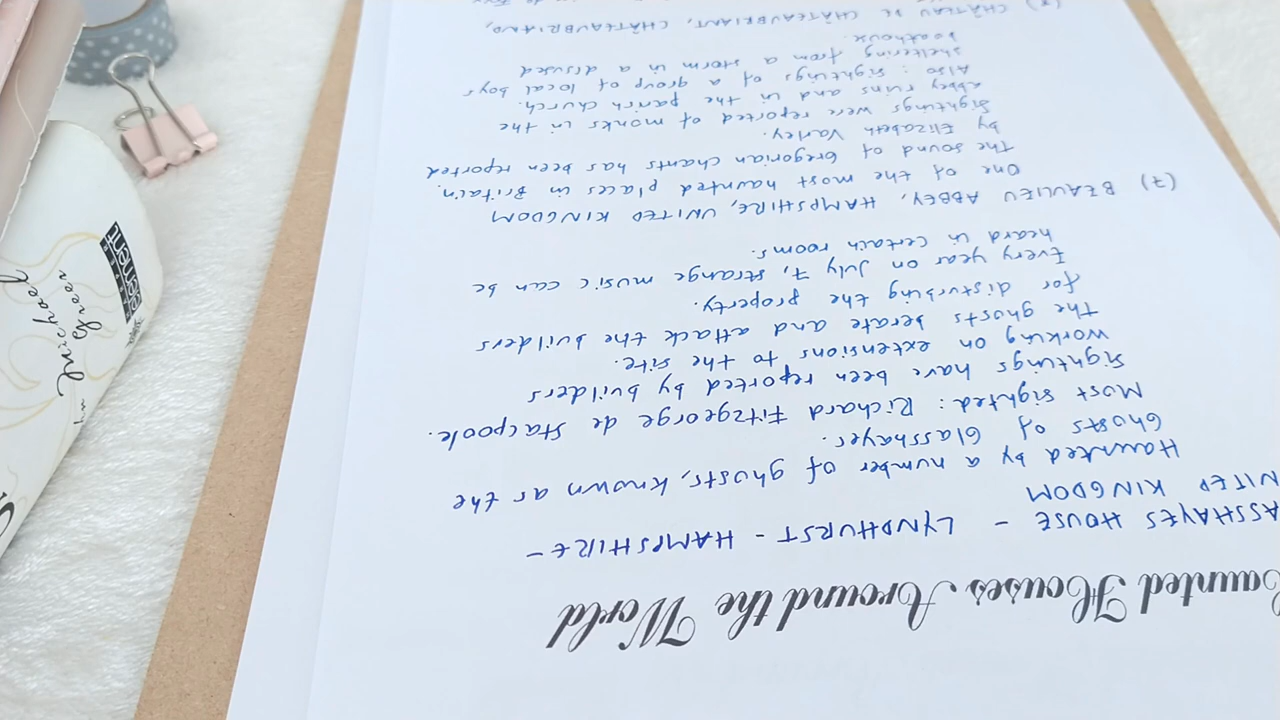 Haunted Houses Around the World
ASSHAYES HOUSE - LYNDHURST - HAMPSHIRE -
NITED KINGDOM
Haunted by a number of ghosts, known as the
Ghosts of Glasshayes.
Most sighted: Richard Fitzgeorge de Stacpoole.
Sightings have been reported by builders
working on extensions to the site.
The ghosts berate and attack the builders
for disturbing the property.
Every year on July 7, strange music can be
heard in certain rooms.
(7) BEAULIEU ABBEY, HAMPSHIRE, UNITED KINGDOM
One of the most haunted places in Britain.
The sound of Gregorian chants has been reported
by Elizabeth Varley.
Sightings were reported of monks in the
abbey ruins and in the parish church.
Also: sightings of a group of local boys
sheltering from a storm in a disused
boathouse.
(8) CHÂTEAU DE CHÂTEAUBRIANT, CHÂTEAUBRIAND,
Michael
Green